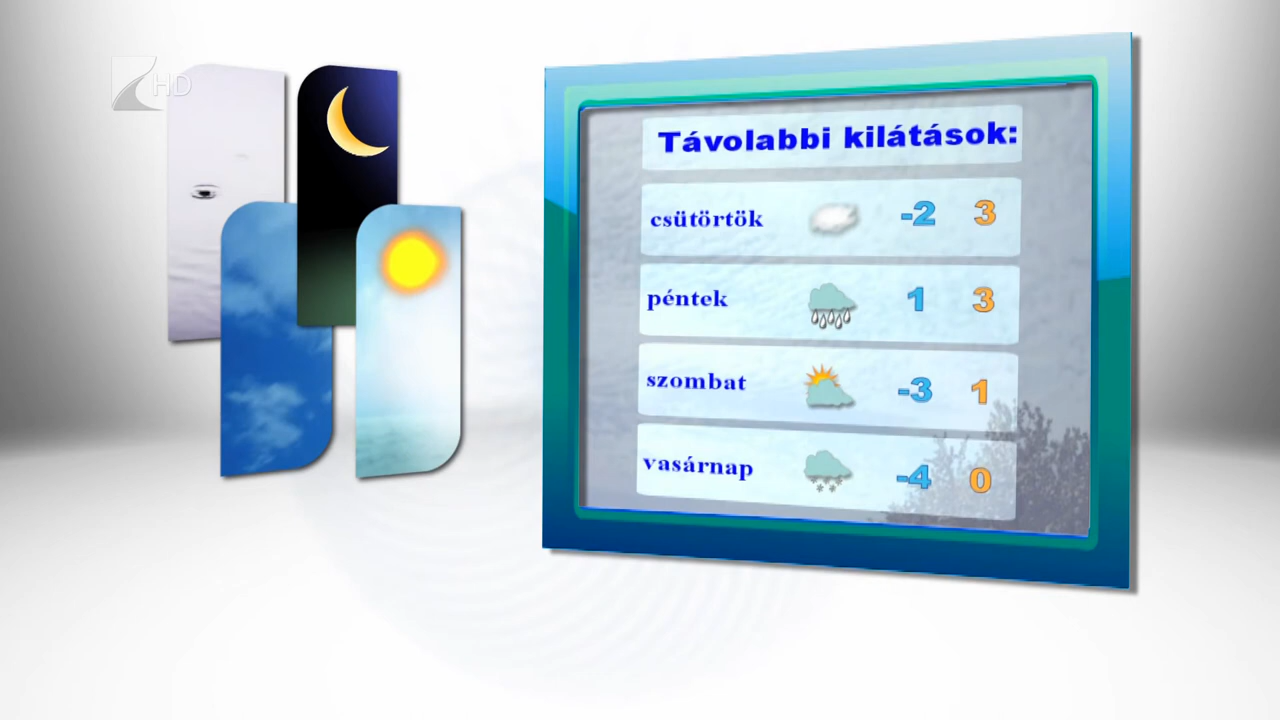 HD
Távolabbi kilátások:
csütörtök -2 3
péntek 1 3
szombat -3 1
vasárnap -4 0